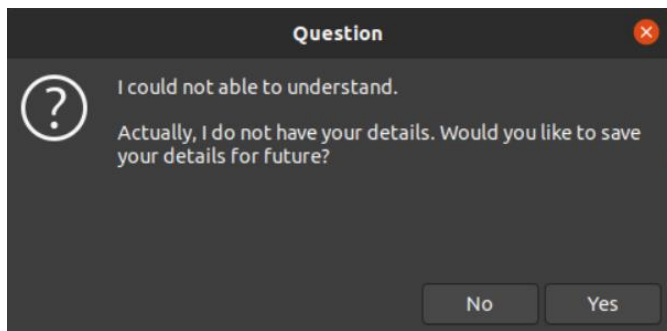 Question
I could not able to understand.
Actually, I do not have your details. Would you like to save
your details for future?
No
Yes